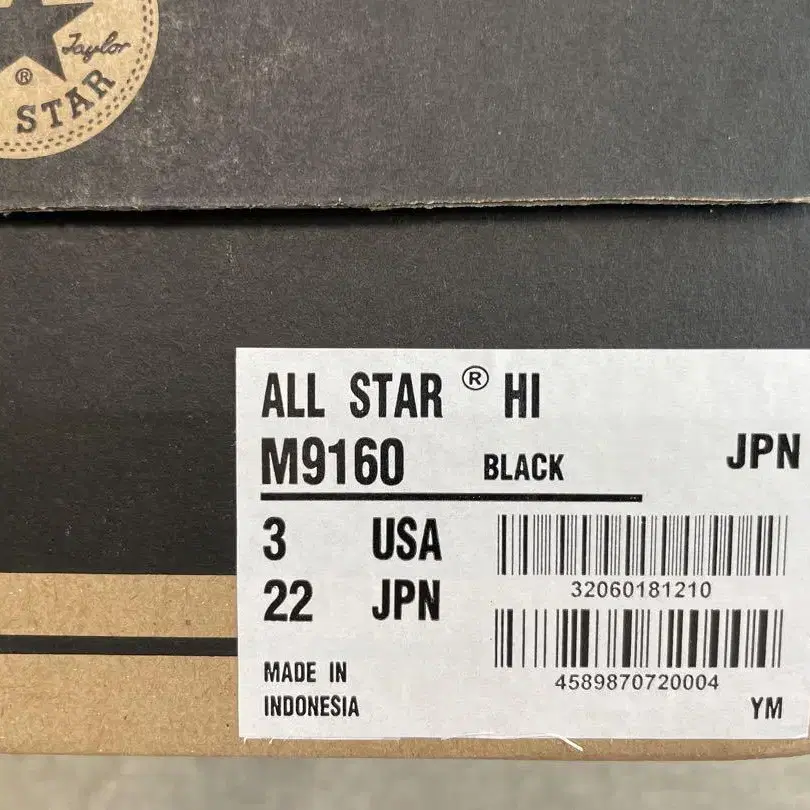 Taylor
®
STAR
ALL STAR ® HI
M9160 BLACK JPN
3 USA
32060181210
22 JPN
4589870720004
MADE IN
INDONESIA
YM